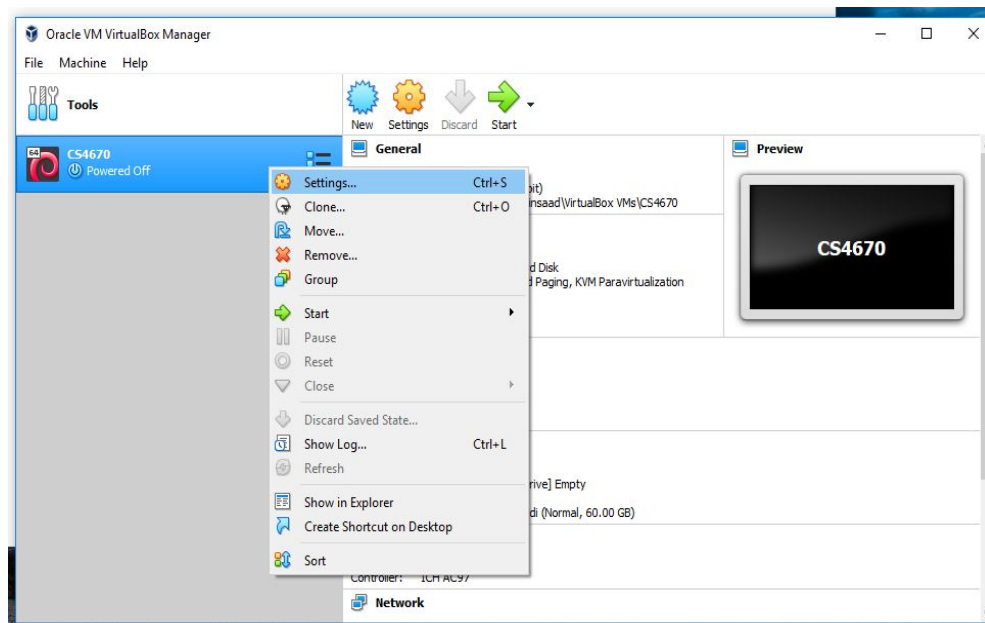 Oracle VM VirtualBox Manager
File Machine Help
Tools
New Settings Discard Start
64
CS4670
Powered Off
General
Preview
Settings... Ctrl+S
Clone... Ctrl+O
Move...
Remove...
Group
Start
Pause
Reset
Close
Discard Saved State...
Show Log... Ctrl+L
Refresh
Show in Explorer
Create Shortcut on Desktop
Sort
bit)
insaad\VirtualBox VMs\CS4670
d Disk
d Paging, KVM Paravirtualization
CS4670
rive] Empty
di (Normal, 60.00 GB)
Controller: ICH AC97
Network